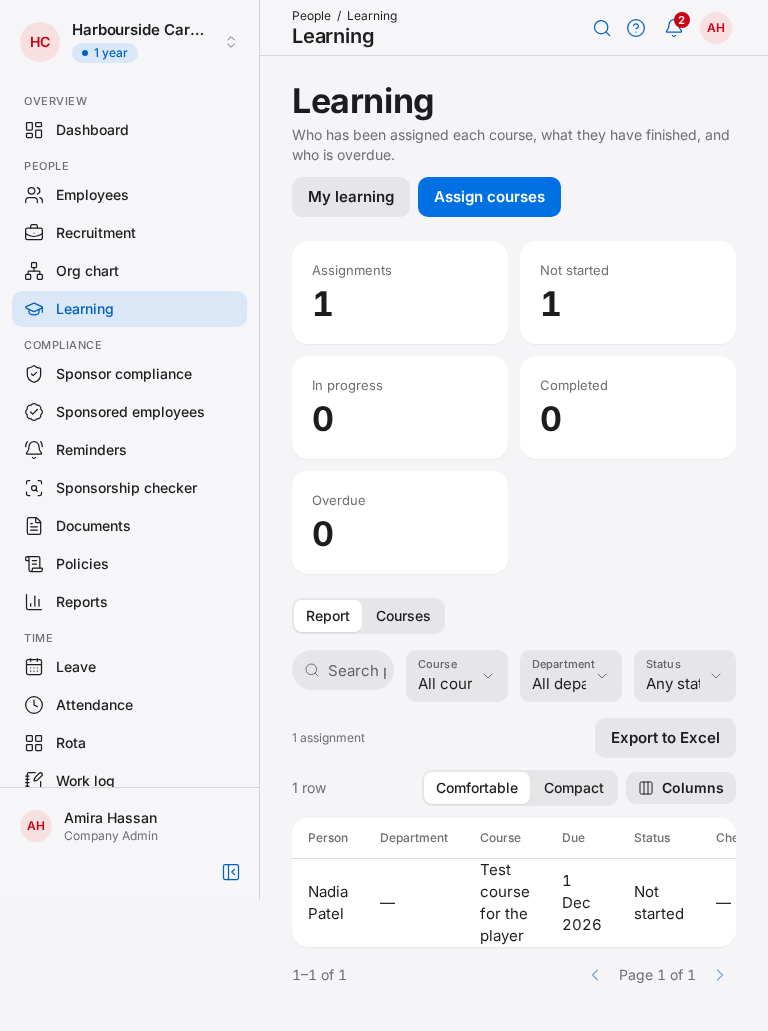 HC
Harbourside Car...
1 year
OVERVIEW
Dashboard
PEOPLE
Employees
Recruitment
Org chart
Learning
COMPLIANCE
Sponsor compliance
Sponsored employees
Reminders
Sponsorship checker
Documents
Policies
Reports
TIME
Leave
Attendance
Rota
Work log
AH
Amira Hassan
Company Admin
People / Learning
Learning
2
AH
Learning
Who has been assigned each course, what they have finished, and
who is overdue.
My learning
Assign courses
Assignments
1
Not started
1
In progress
0
Completed
0
Overdue
0
Report
Courses
Search
Course
All cour
Department
All depa
Status
Any stat
1 assignment
Export to Excel
1 row
Comfortable
Compact
Columns
Person Department Course Due Status
Nadia
Patel
—
Test
course
for the
player
1
Dec
2026
Not
started
—
1–1 of 1
Page 1 of 1